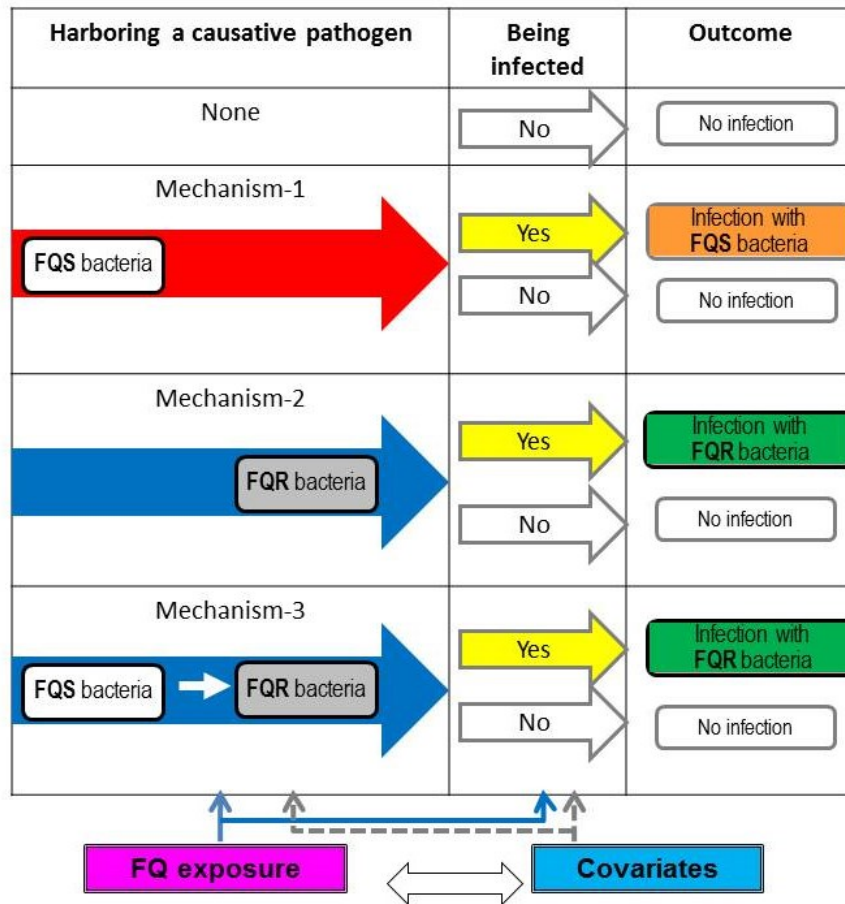 Harboring a causative pathogen
Being
infected
Outcome
None
No
No infection
Mechanism-1
FQS bacteria
Yes
Infection with
FQS bacteria
No
No infection
Mechanism-2
FQR bacteria
Yes
Infection with
FQR bacteria
No
No infection
Mechanism-3
FQS bacteria
FQR bacteria
Yes
Infection with
FQR bacteria
No
No infection
FQ exposure
Covariates